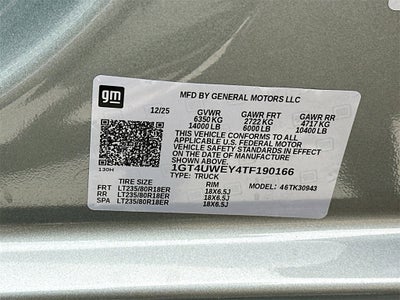 gm
MFD BY GENERAL MOTORS LLC
12/25 GVWR GAWR FRT GAWR RR
6350 KG 2722 KG 4717 KG
14000 LB 6000 LB 10400 LB
THIS VEHICLE CONFORMS TO ALL
APPLICABLE U.S. FEDERAL MOTOR
VEHICLE SAFETY STANDARDS IN EFFECT
ON THE DATE OF MANUFACTURE
SHOWN ABOVE.
130H 1GT4UWEY4TF190166
TYPE: TRUCK
TIRE SIZE RIM MODEL: 46TK30943
FRT LT235/80R18ER 18X6.5J
RR LT235/80R18ER 18X6.5J
SPA LT235/80R18ER 18X6.5J